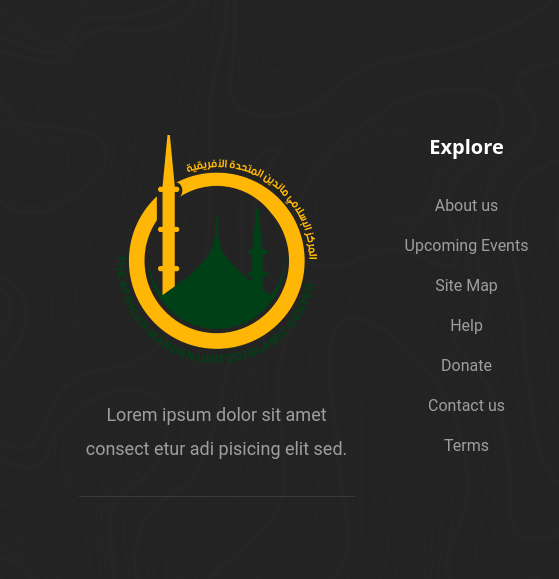 المركز الإسلامي ماندين المتحدة الأفريقية
Lorem ipsum dolor sit amet
consect etur adi pisicing elit sed.
Explore
About us
Upcoming Events
Site Map
Help
Donate
Contact us
Terms